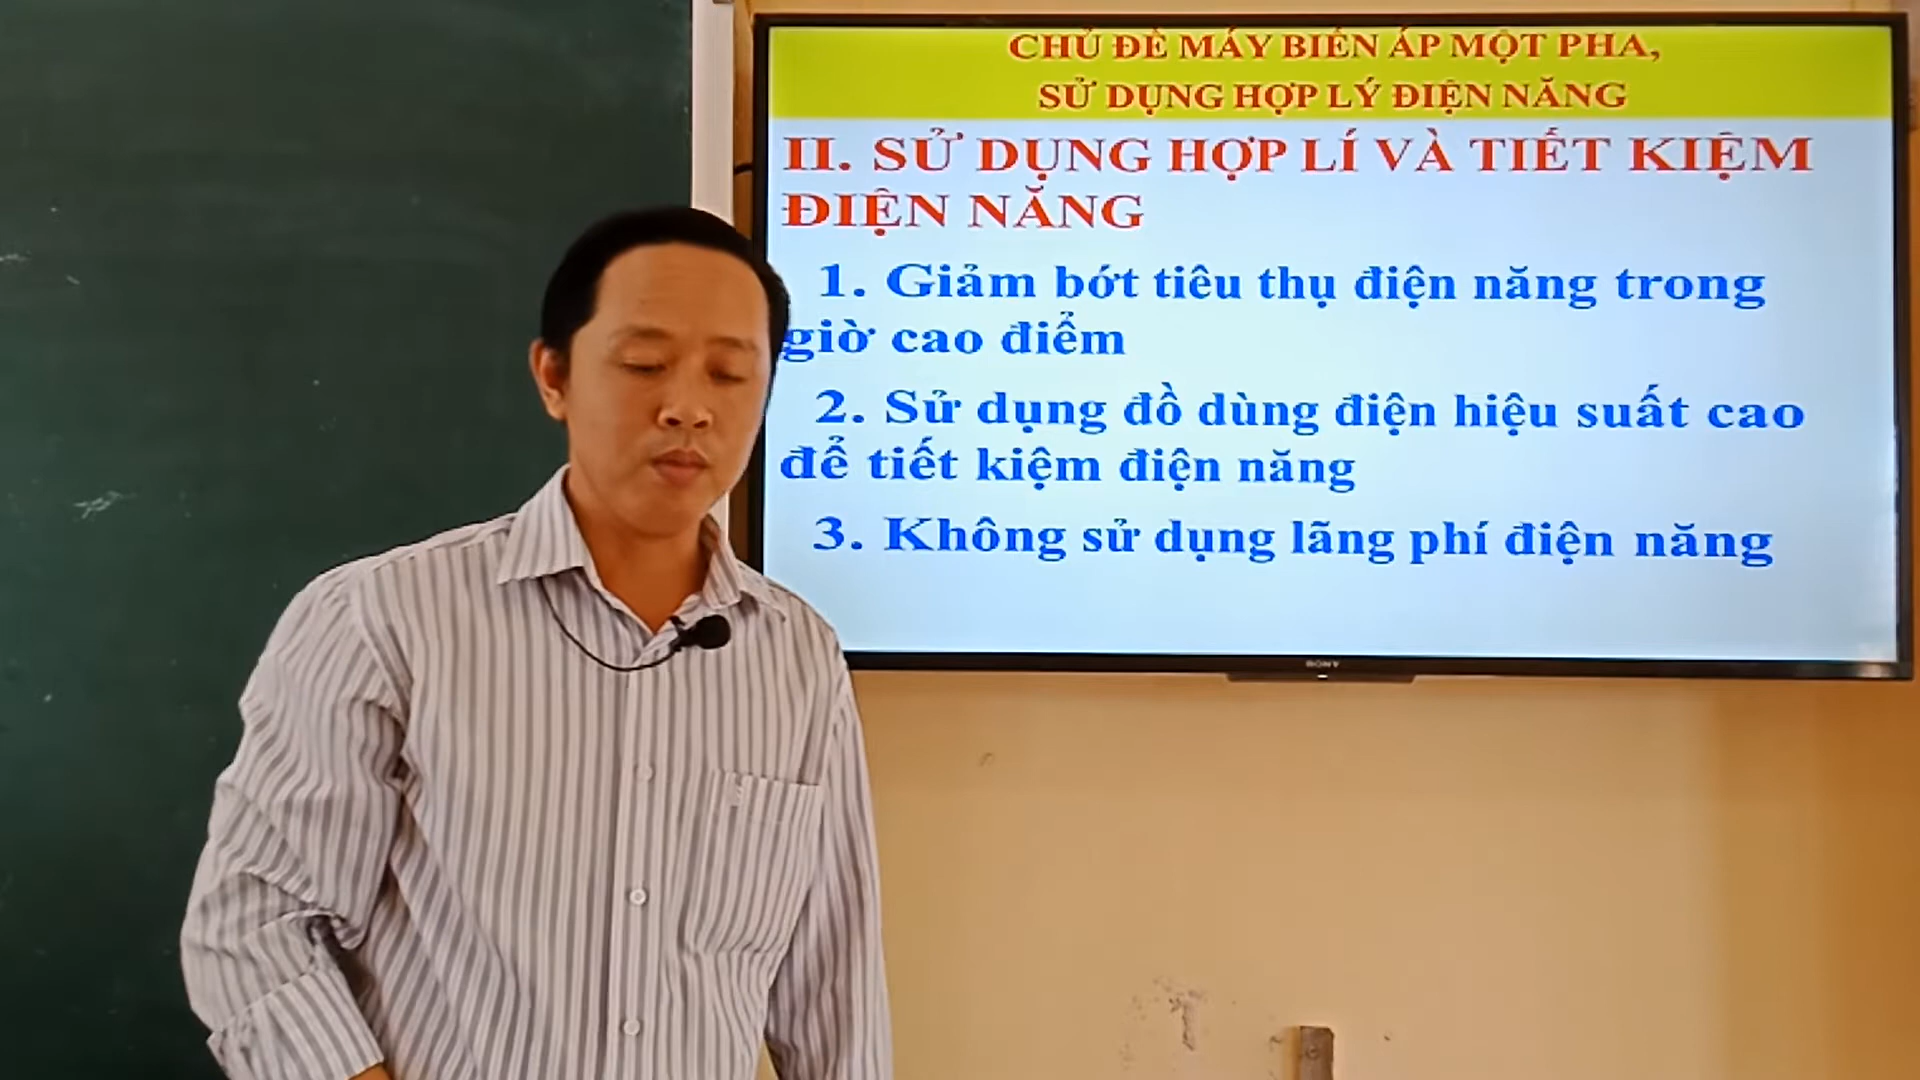 CHỦ ĐỀ MÁY BIẾN ÁP MỘT PHA,
SỬ DỤNG HỢP LÝ ĐIỆN NĂNG
II. SỬ DỤNG HỢP LÍ VÀ TIẾT KIỆM
ĐIỆN NĂNG
1. Giảm bớt tiêu thụ điện năng trong
giờ cao điểm
2. Sử dụng đồ dùng điện hiệu suất cao
để tiết kiệm điện năng
3. Không sử dụng lãng phí điện năng
SONY